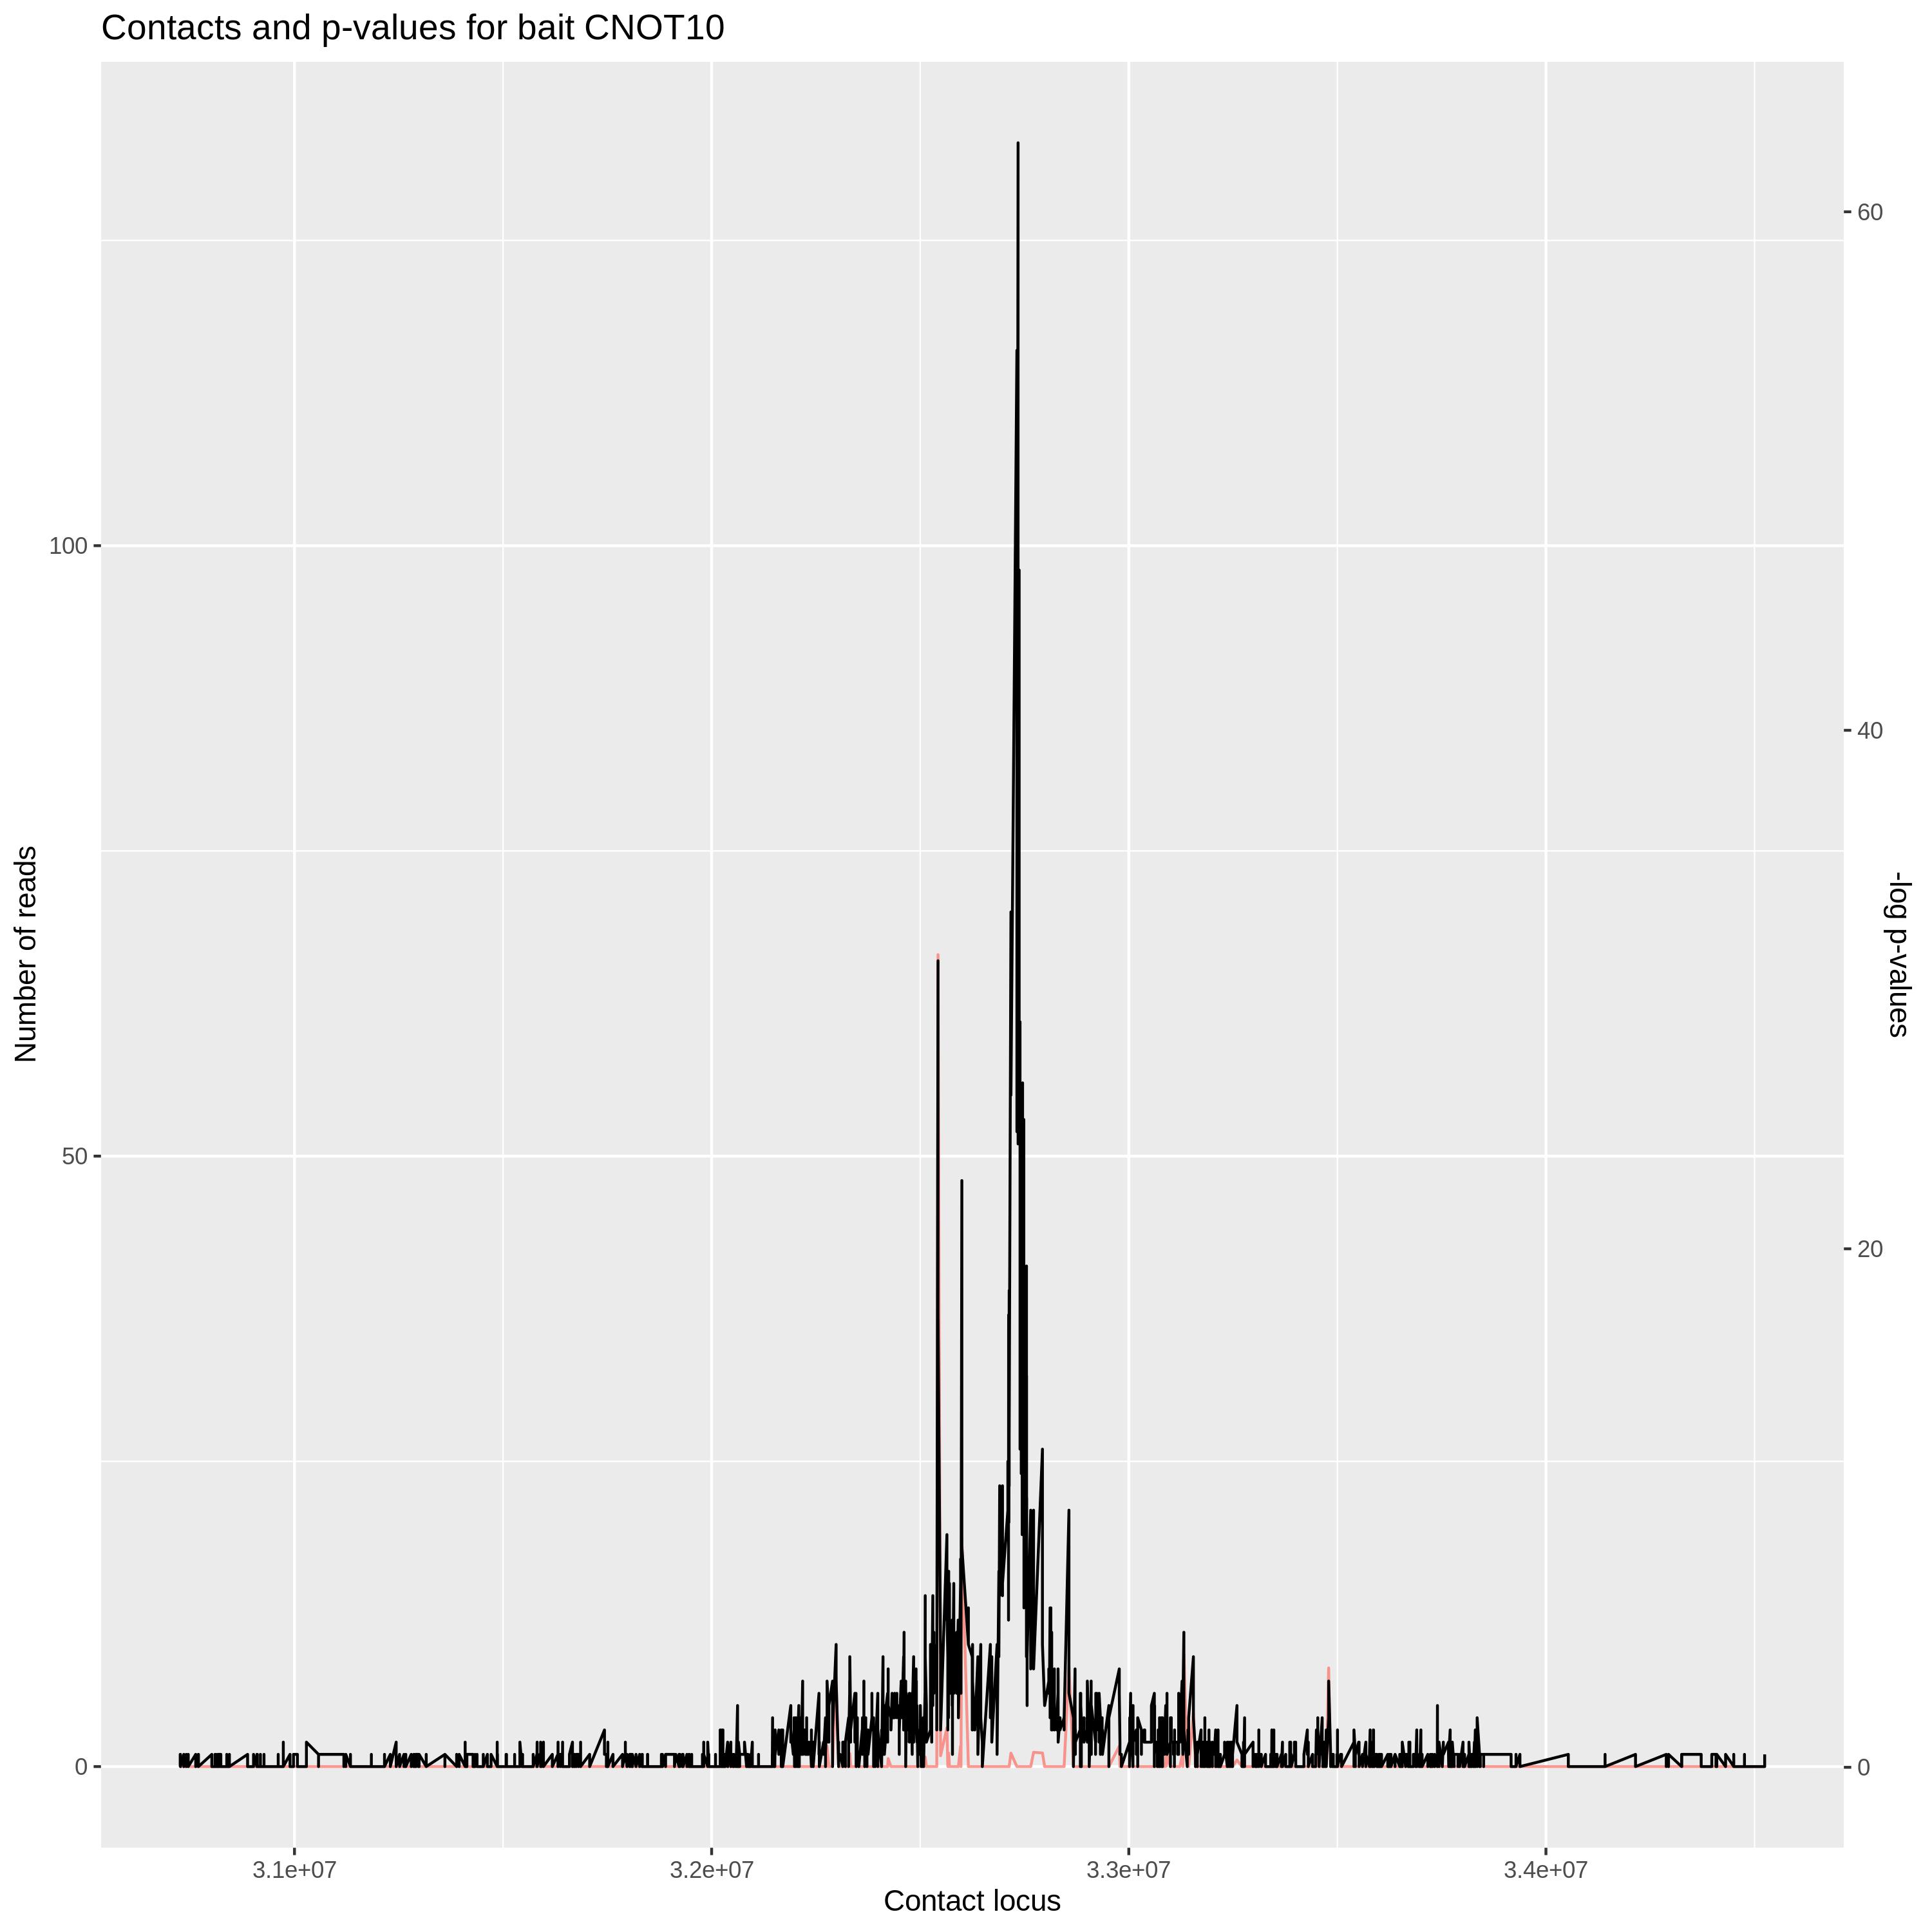 Contacts and p-values for bait CNOT10
Number of reads
100
50
0
60
40
20
0
-log p-values
3.1e+07
3.2e+07
3.3e+07
3.4e+07
Contact locus